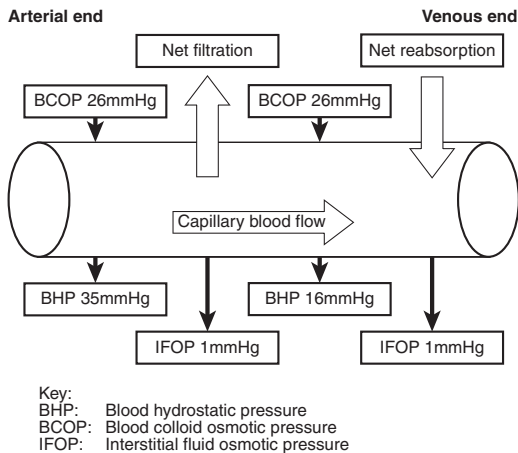 Arterial end
Venous end
Net filtration
Net reabsorption
BCOP 26mmHg
BCOP 26mmHg
Capillary blood flow
BHP 35mmHg
BHP 16mmHg
IFOP 1mmHg
IFOP 1mmHg
Key:
BHP: Blood hydrostatic pressure
BCOP: Blood colloid osmotic pressure
IFOP: Interstitial fluid osmotic pressure